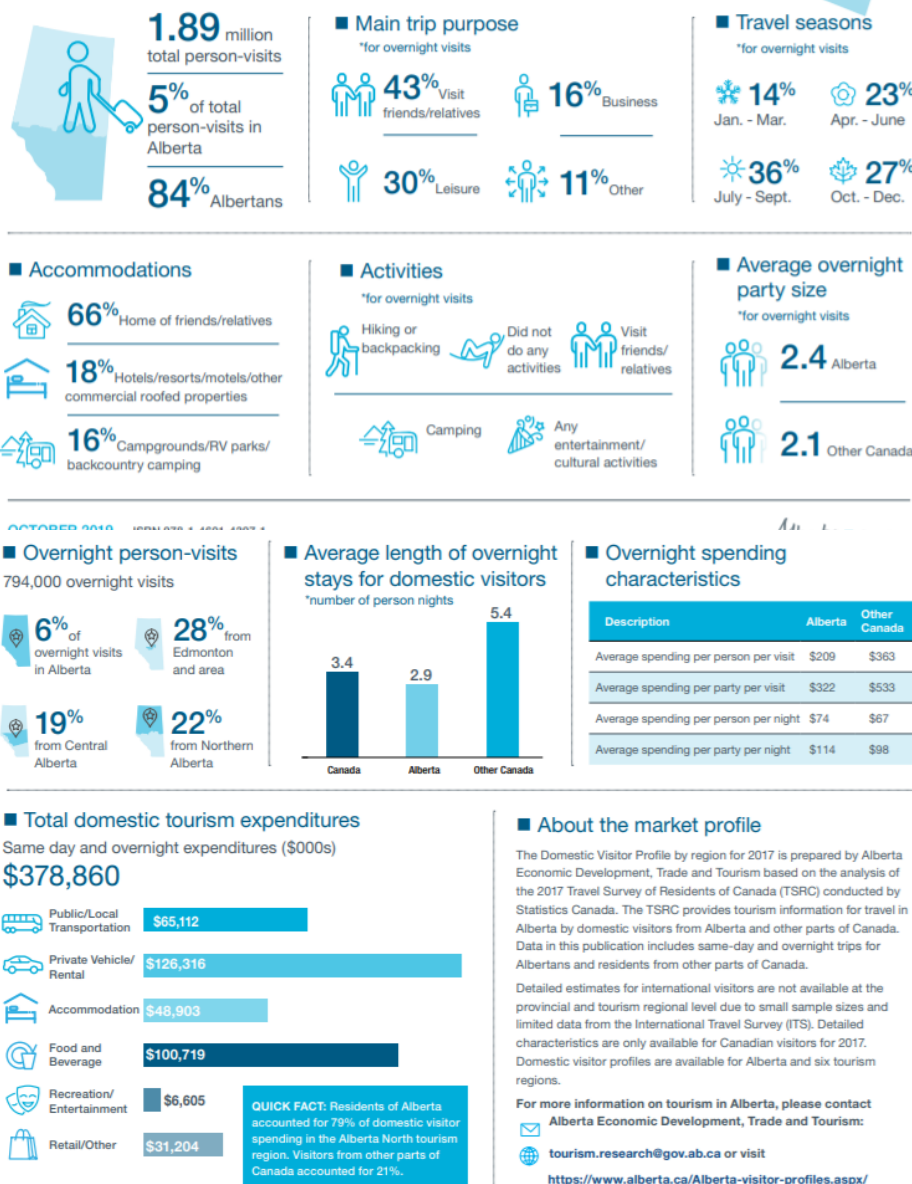 1.89 million
total person-visits
5% of total
person-visits in
Alberta
84% Albertans
Main trip purpose
*for overnight visits
43% Visit
friends/relatives
16% Business
30% Leisure
11% Other
Travel seasons
*for overnight visits
14%
Jan. - Mar.
23%
Apr. - June
36%
July - Sept.
27%
Oct. - Dec.
Accommodations
66% Home of friends/relatives
18% Hotels/resorts/motels/other
commercial roofed properties
16% Campgrounds/RV parks/
backcountry camping
Activities
*for overnight visits
Hiking or
backpacking
Did not
do any
activities
Visit
friends/
relatives
Camping
Any
entertainment/
cultural activities
Average overnight
party size
*for overnight visits
2.4 Alberta
2.1 Other Canada
OCTOBER 2019
Overnight person-visits
794,000 overnight visits
6% of
overnight visits
in Alberta
28% from
Edmonton
and area
19%
from Central
Alberta
22%
from Northern
Alberta
Average length of overnight
stays for domestic visitors
*number of person nights
3.4
2.9
5.4
Canada Alberta Other Canada
Overnight spending
characteristics
Description Alberta Other Canada
Average spending per person per visit $209 $363
Average spending per party per visit $322 $533
Average spending per person per night $74 $67
Average spending per party per night $114 $98
Total domestic tourism expenditures
Same day and overnight expenditures ($000s)
$378,860
Public/Local
Transportation
$65,112
Private Vehicle/
Rental
$126,316
Accommodation $48,903
Food and
Beverage
$100,719
Recreation/
Entertainment
$6,605
Retail/Other $31,204
QUICK FACT: Residents of Alberta
accounted for 79% of domestic visitor
spending in the Alberta North tourism
region. Visitors from other parts of
Canada accounted for 21%.
About the market profile
The Domestic Visitor Profile by region for 2017 is prepared by Alberta
Economic Development, Trade and Tourism based on the analysis of
the 2017 Travel Survey of Residents of Canada (TSRC) conducted by
Statistics Canada. The TSRC provides tourism information for travel in
Alberta by domestic visitors from Alberta and other parts of Canada.
Data in this publication includes same-day and overnight trips for
Albertans and residents from other parts of Canada.
Detailed estimates for international visitors are not available at the
provincial and tourism regional level due to small sample sizes and
limited data from the International Travel Survey (ITS). Detailed
characteristics are only available for Canadian visitors for 2017.
Domestic visitor profiles are available for Alberta and six tourism
regions.
For more information on tourism in Alberta, please contact
Alberta Economic Development, Trade and Tourism:
tourism.research@gov.ab.ca or visit
https://www.alberta.ca/Alberta-visitor-profiles.aspx/